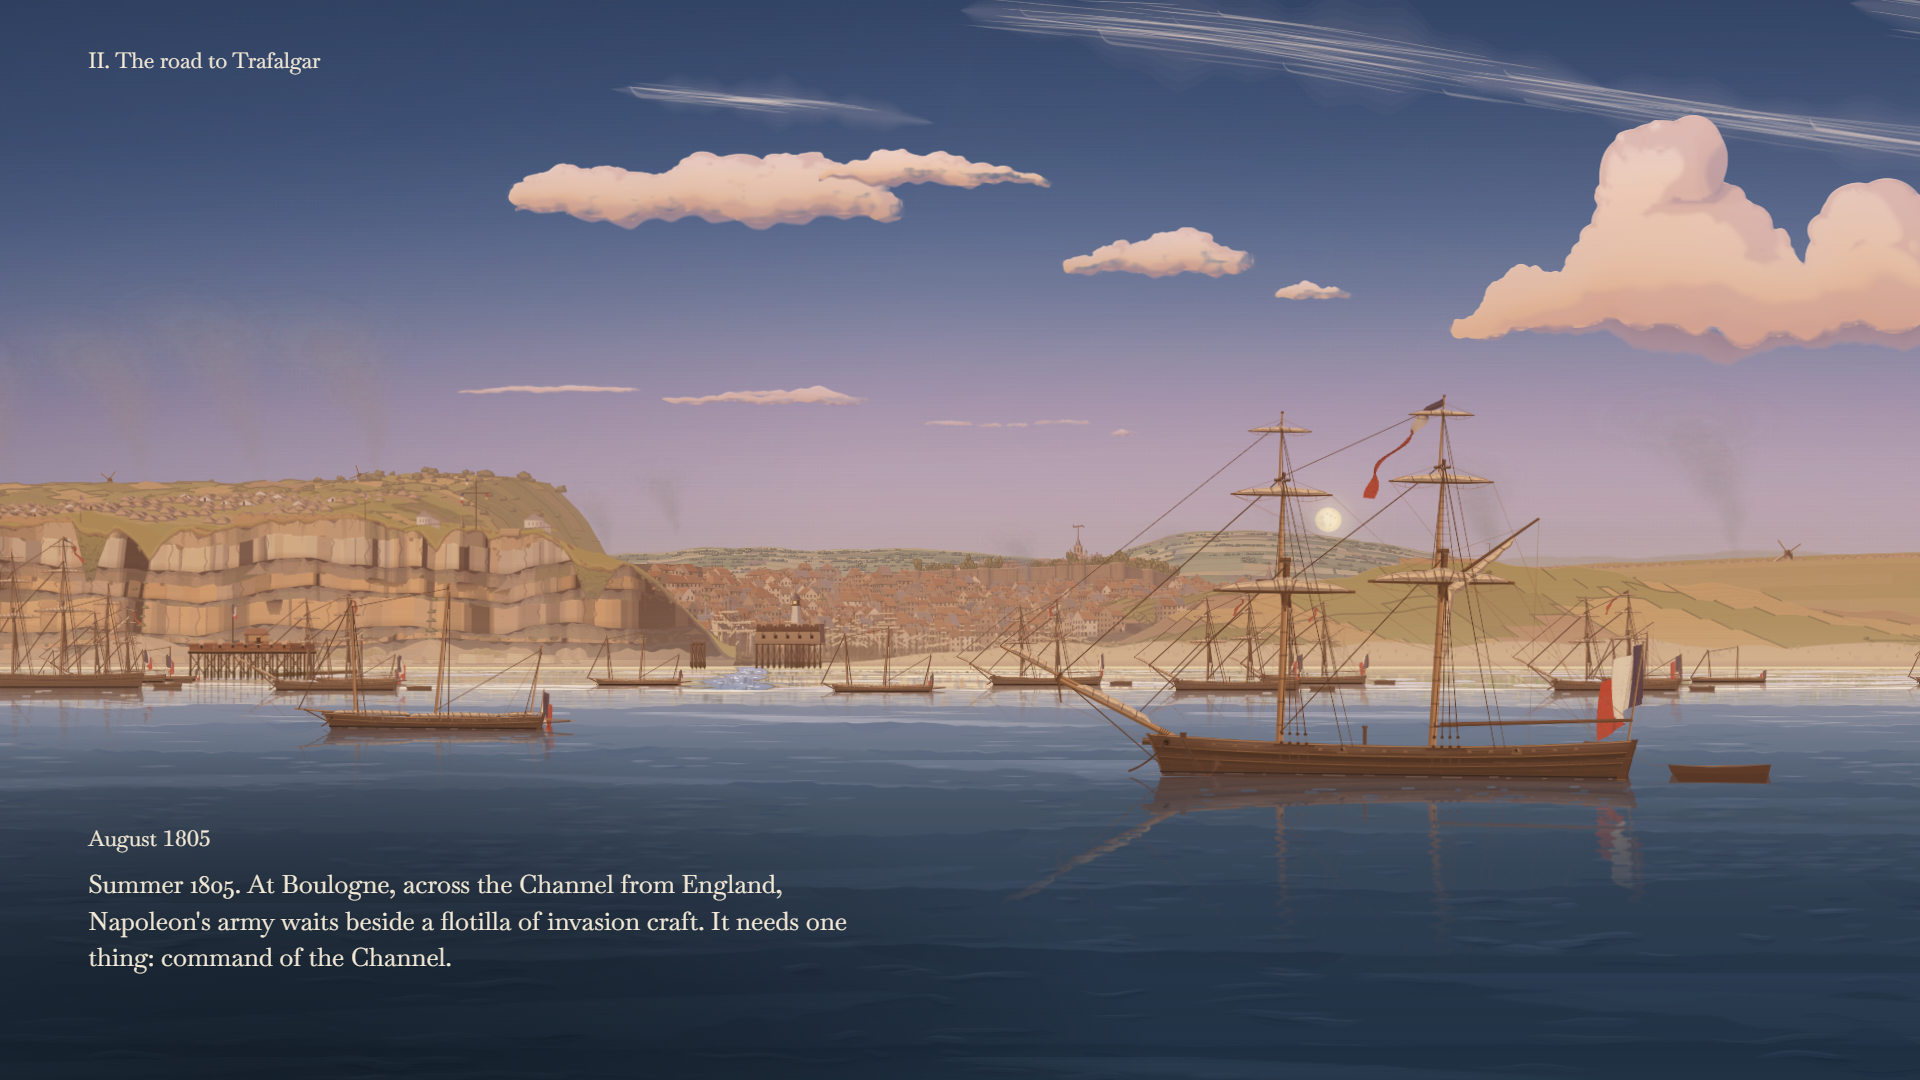 II. The road to Trafalgar
August 1805
Summer 1805. At Boulogne, across the Channel from England,
Napoleon's army waits beside a flotilla of invasion craft. It needs one
thing: command of the Channel.